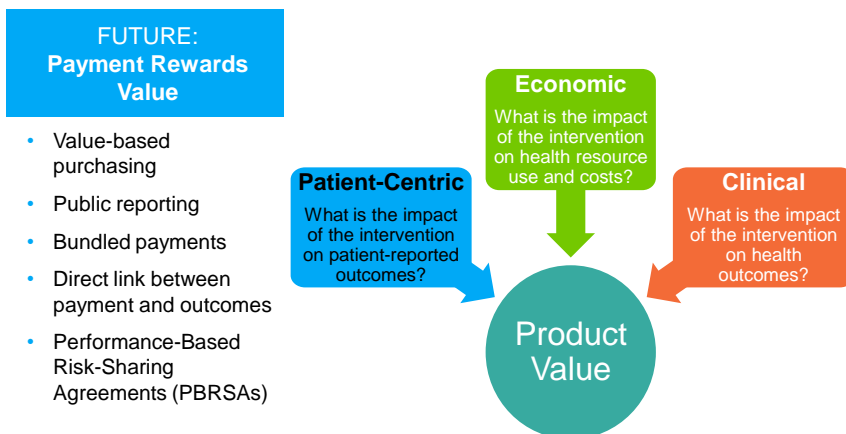 FUTURE:
Payment Rewards
Value
• Value-based
purchasing
• Public reporting
• Bundled payments
• Direct link between
payment and outcomes
• Performance-Based
Risk-Sharing
Agreements (PBRSAs)
Patient-Centric
What is the impact
of the intervention
on patient-reported
outcomes?
Economic
What is the impact
of the intervention
on health resource
use and costs?
Clinical
What is the impact
of the intervention
on health
outcomes?
Product
Value